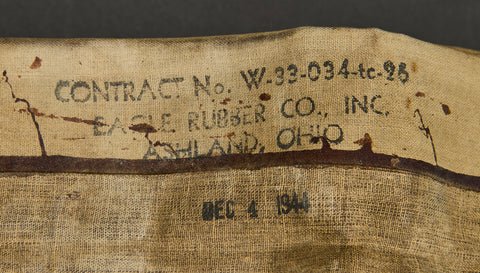 CONTRACT No. W-33-034-tc-26
EAGLE RUBBER CO., INC.
ASHLAND, OHIO
DEC 4 1944